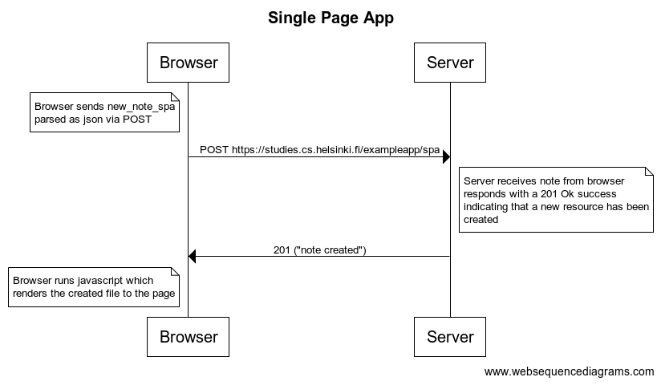 Single Page App
Browser
Server
Browser sends new_note_spa
parsed as json via POST
POST https://studies.cs.helsinki.fi/exampleapp/spa
Server receives note from browser
responds with a 201 Ok success
indicating that a new resource has been
created
201 ("note created")
Browser runs javascript which
renders the created file to the page
Browser
Server
www.websequencediagrams.com